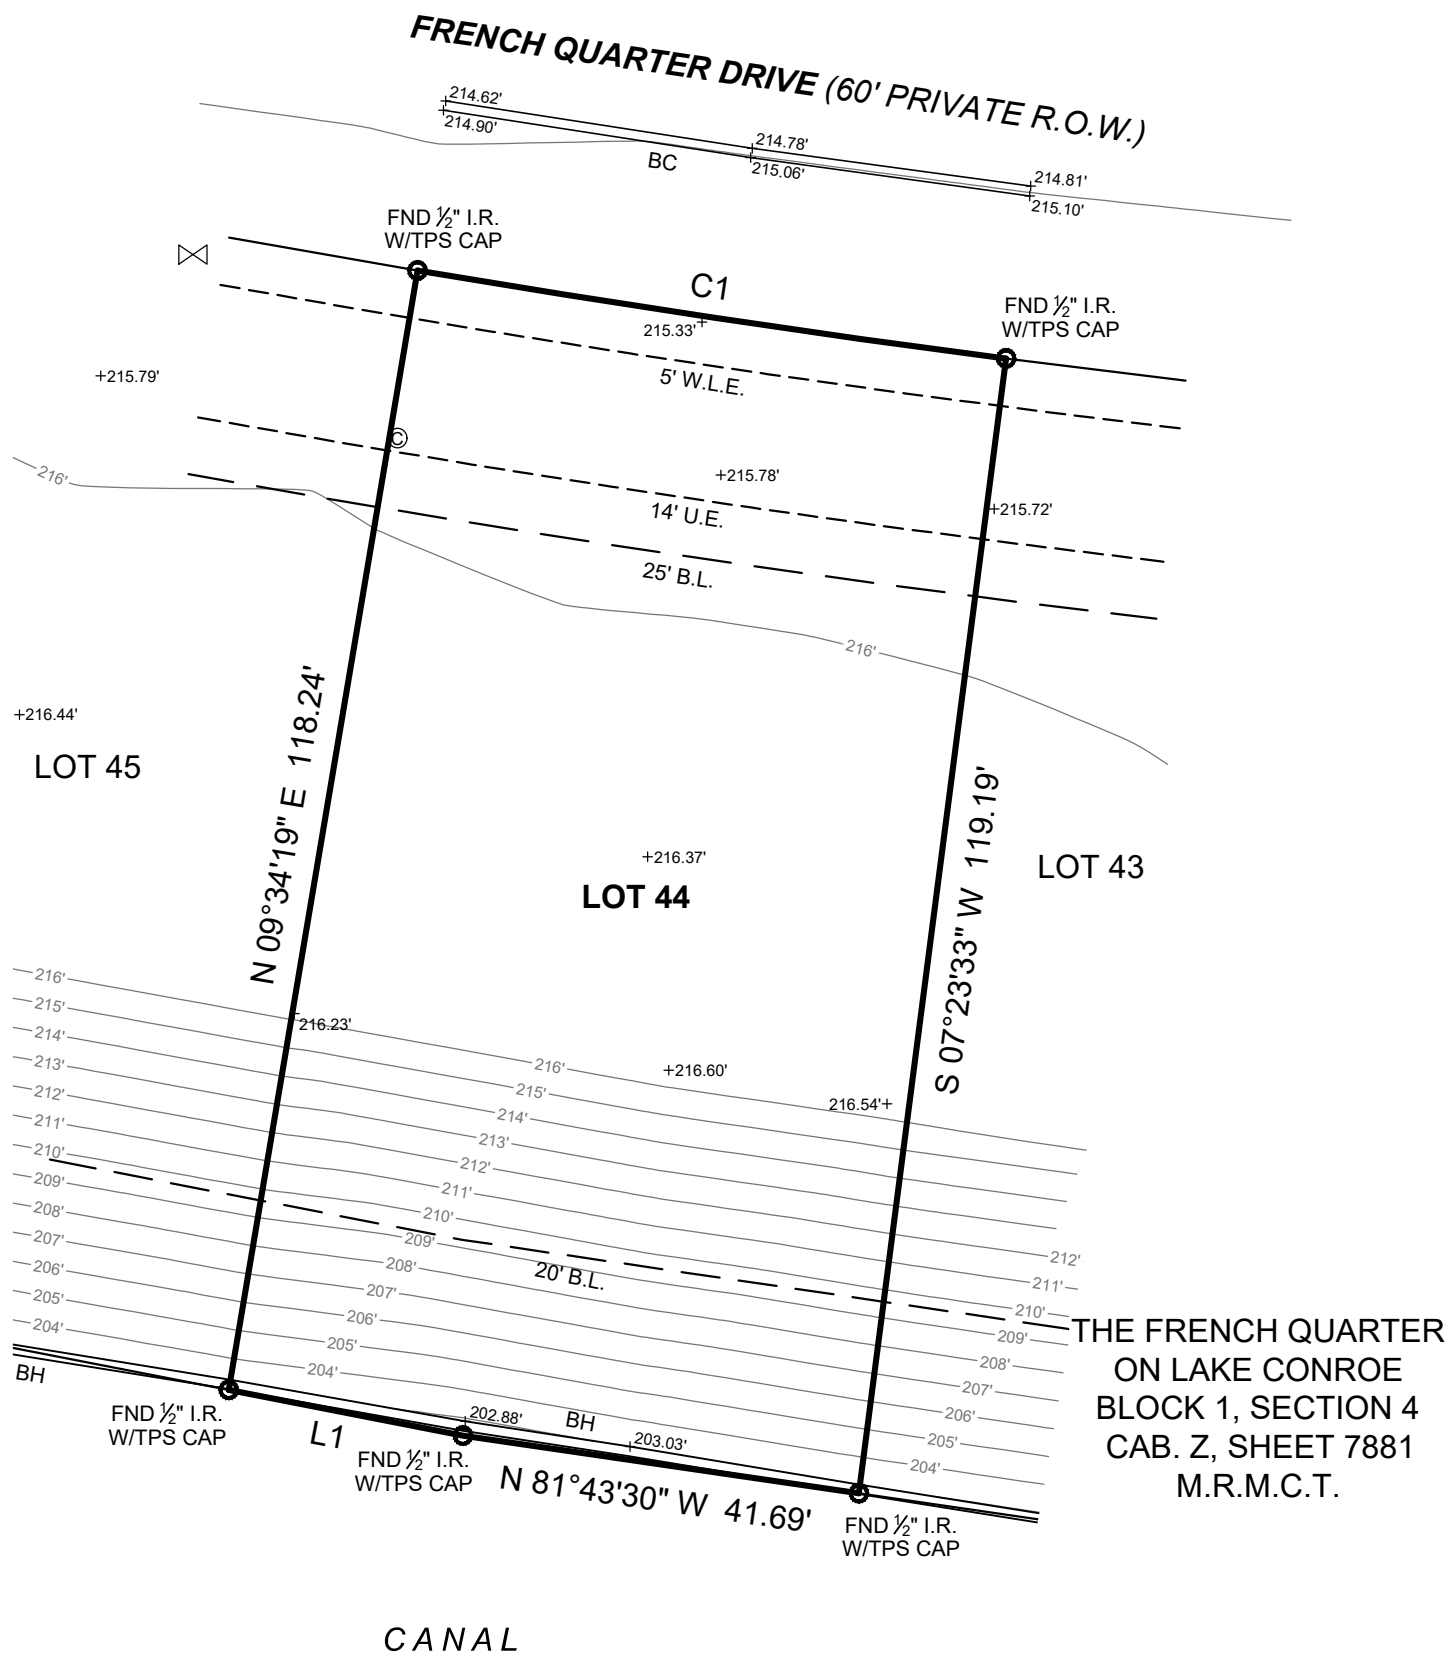 FRENCH QUARTER DRIVE (60' PRIVATE R.O.W.)
214.62'
214.90'
214.78'
215.06'
BC
214.81'
215.10'
FND ½" I.R.
W/TPS CAP
C1
FND ½" I.R.
W/TPS CAP
215.33'
5' W.L.E.
+215.79'
©
216'
+215.78'
14' U.E.
+215.72'
25' B.L.
216'
N 09°34'19" E 118.24'
+216.44'
LOT 45
S 07°23'33" W 119.19'
+216.37'
LOT 44
LOT 43
216'
215'
214'
213'
212'
211'
210'
209'
208'
207'
206'
205'
204'
216.23'
216'
215'
214'
213'
212'
211'
210'
209'
208'
207'
206'
205'
204'
+216.60'
216.54'+
20' B.L.
212'
211'
210'
209'
208'
207'
206'
205'
204'
THE FRENCH QUARTER
ON LAKE CONROE
BLOCK 1, SECTION 4
CAB. Z, SHEET 7881
M.R.M.C.T.
BH
FND ½" I.R.
W/TPS CAP
L1
202.88'
BH
203.03'
FND ½" I.R.
W/TPS CAP
N 81°43'30" W 41.69'
FND ½" I.R.
W/TPS CAP
CANAL